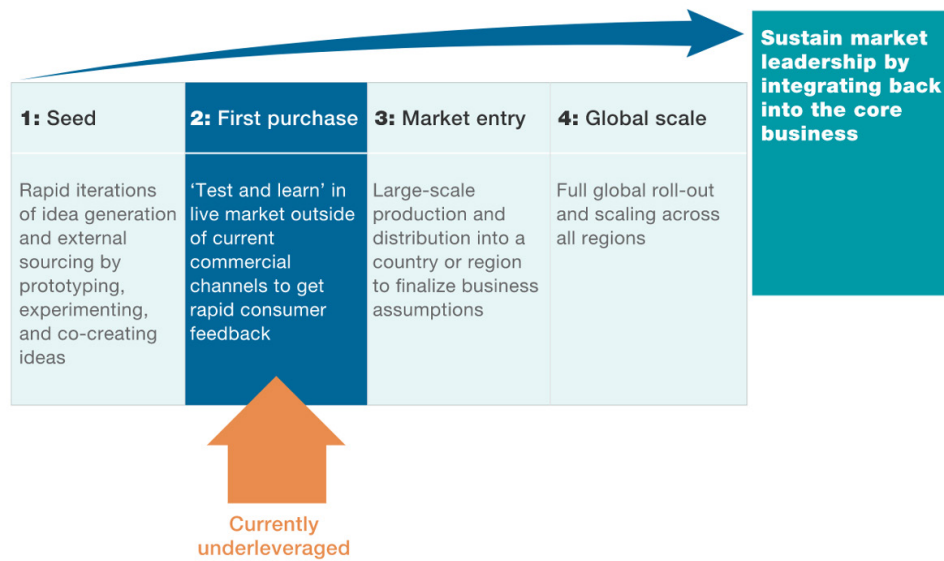 Sustain market
leadership by
integrating back
into the core
business
1: Seed
2: First purchase
3: Market entry
4: Global scale
Rapid iterations
of idea generation
and external
sourcing by
prototyping,
experimenting,
and co-creating
ideas
‘Test and learn’ in
live market outside
of current
commercial
channels to get
rapid consumer
feedback
Large-scale
production and
distribution into a
country or region
to finalize business
assumptions
Full global roll-out
and scaling across
all regions
Currently
underleveraged